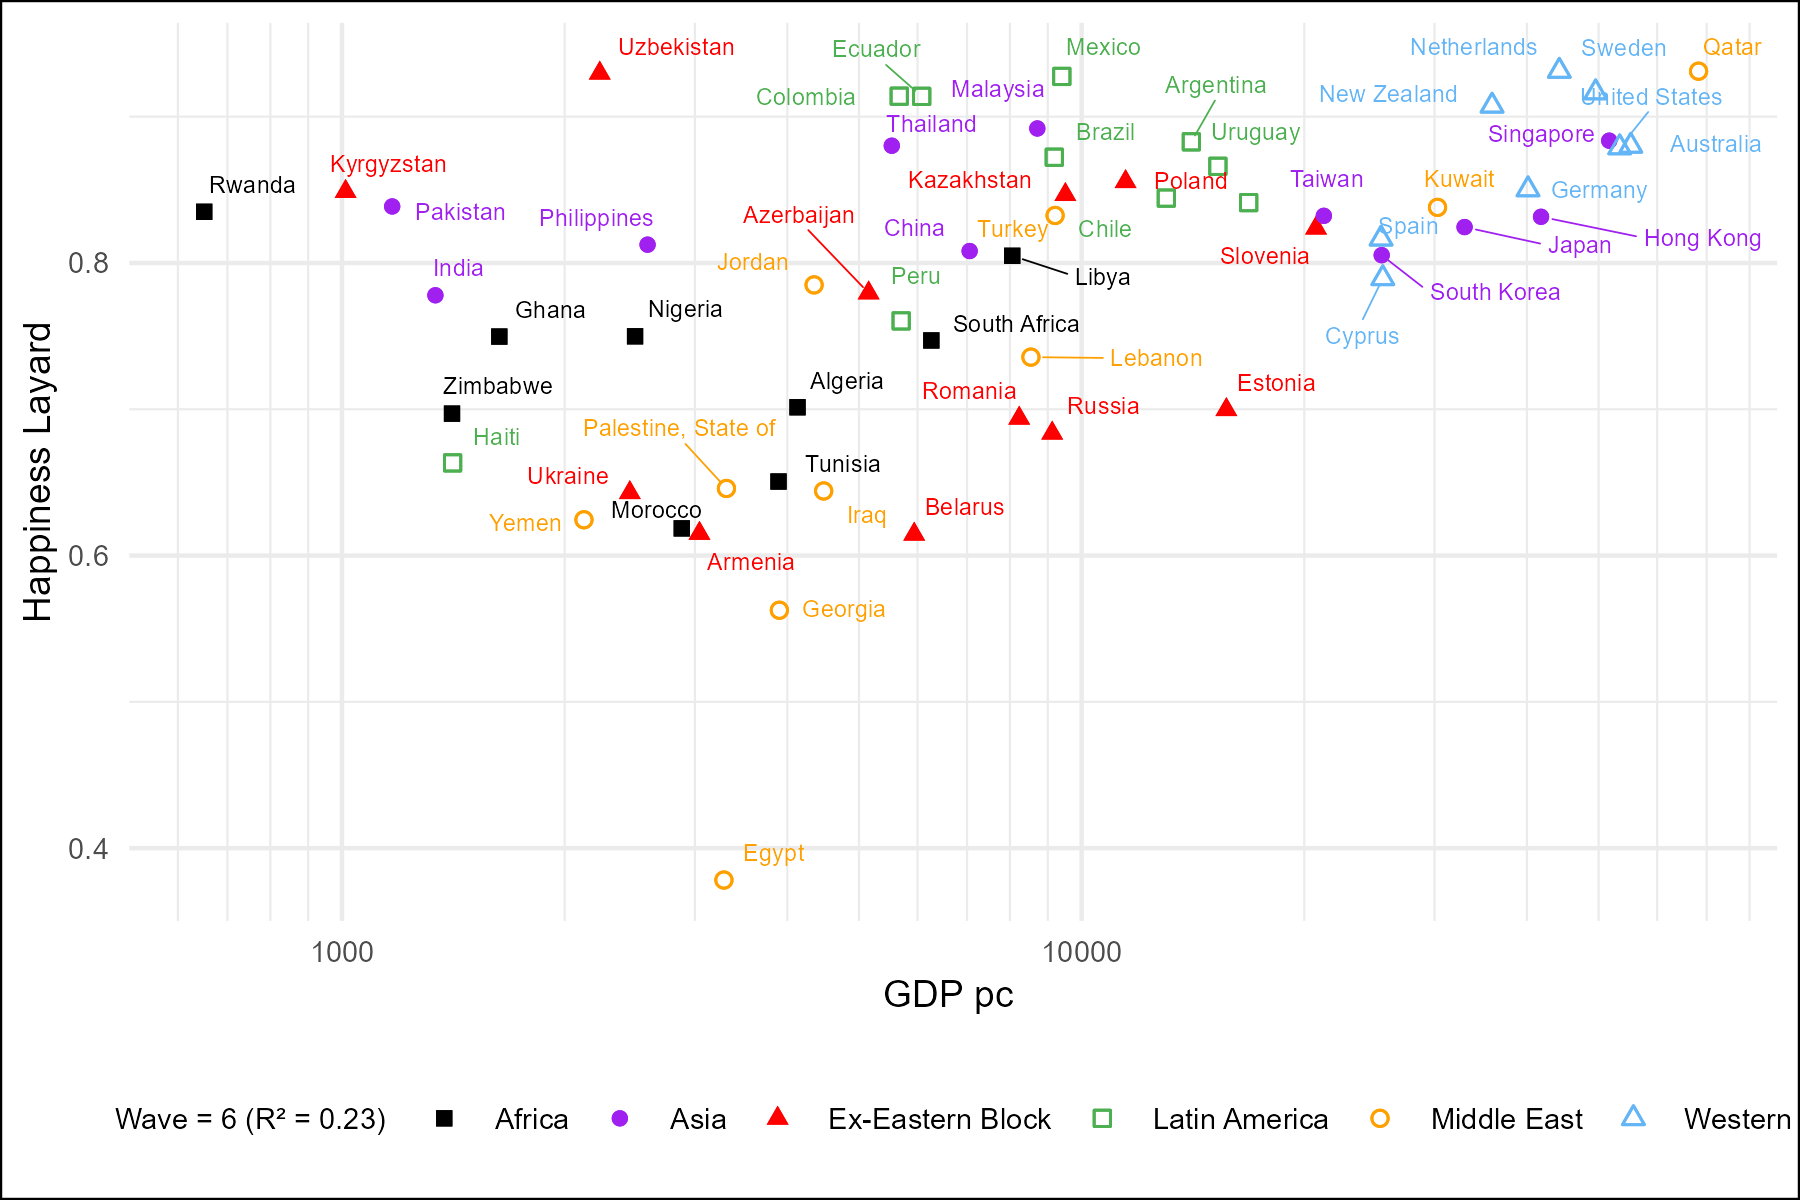 Uzbekistan
Ecuador
Mexico
Netherlands
Sweden
Qatar
Colombia
Malaysia
Argentina
New Zealand
United States
Thailand
Brazil
Uruguay
Singapore
Australia
Kyrgyzstan
Rwanda
Kazakhstan
Poland
Taiwan
Kuwait
Germany
Pakistan
Philippines
Azerbaijan
China
Turkey
Chile
Spain
Slovenia
Japan
Hong Kong
0.8
India
Jordan
Peru
Libya
South Korea
Ghana
Nigeria
South Africa
Cyprus
Lebanon
Zimbabwe
Algeria
Romania
Russia
Estonia
Haiti
Palestine, State of
Ukraine
Tunisia
Yemen
Morocco
Iraq
Belarus
0.6
Armenia
Georgia
0.4
Egypt
Happiness Layard
1000
10000
GDP pc
Wave = 6 (R² = 0.23)
Africa
Asia
Ex-Eastern Block
Latin America
Middle East
Western